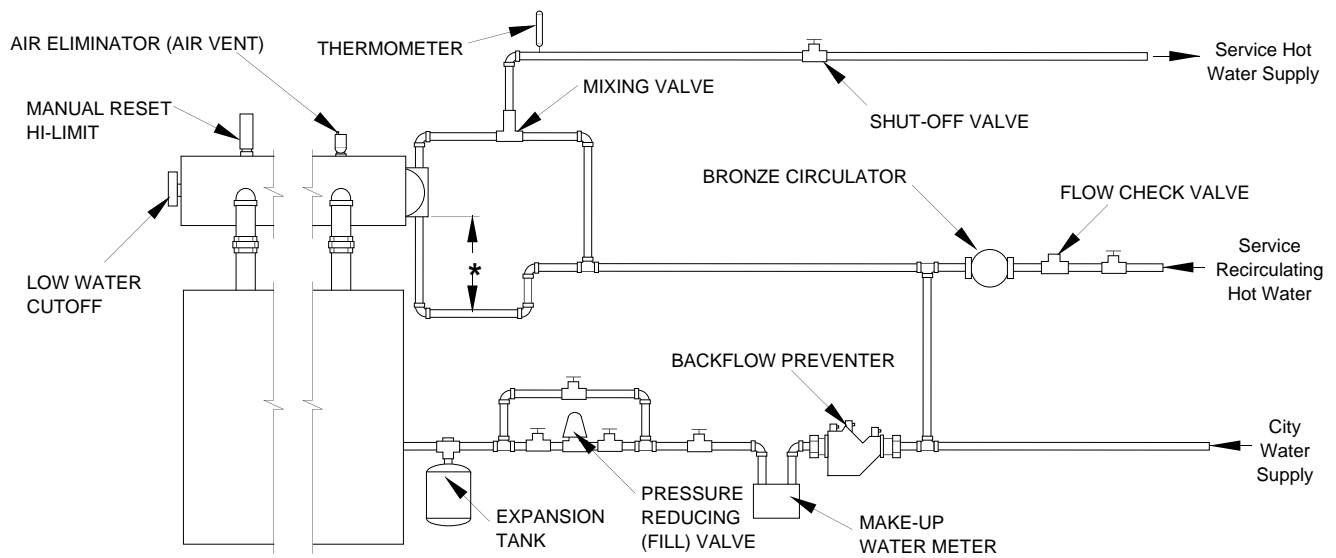 AIR ELIMINATOR (AIR VENT)
THERMOMETER
Service Hot
Water Supply
MANUAL RESET
HI-LIMIT
MIXING VALVE
SHUT-OFF VALVE
BRONZE CIRCULATOR
FLOW CHECK VALVE
LOW WATER
CUTOFF
*
Service
Recirculating
Hot Water
BACKFLOW PREVENTER
City
Water
Supply
EXPANSION
TANK
PRESSURE
REDUCING
(FILL) VALVE
MAKE-UP
WATER METER